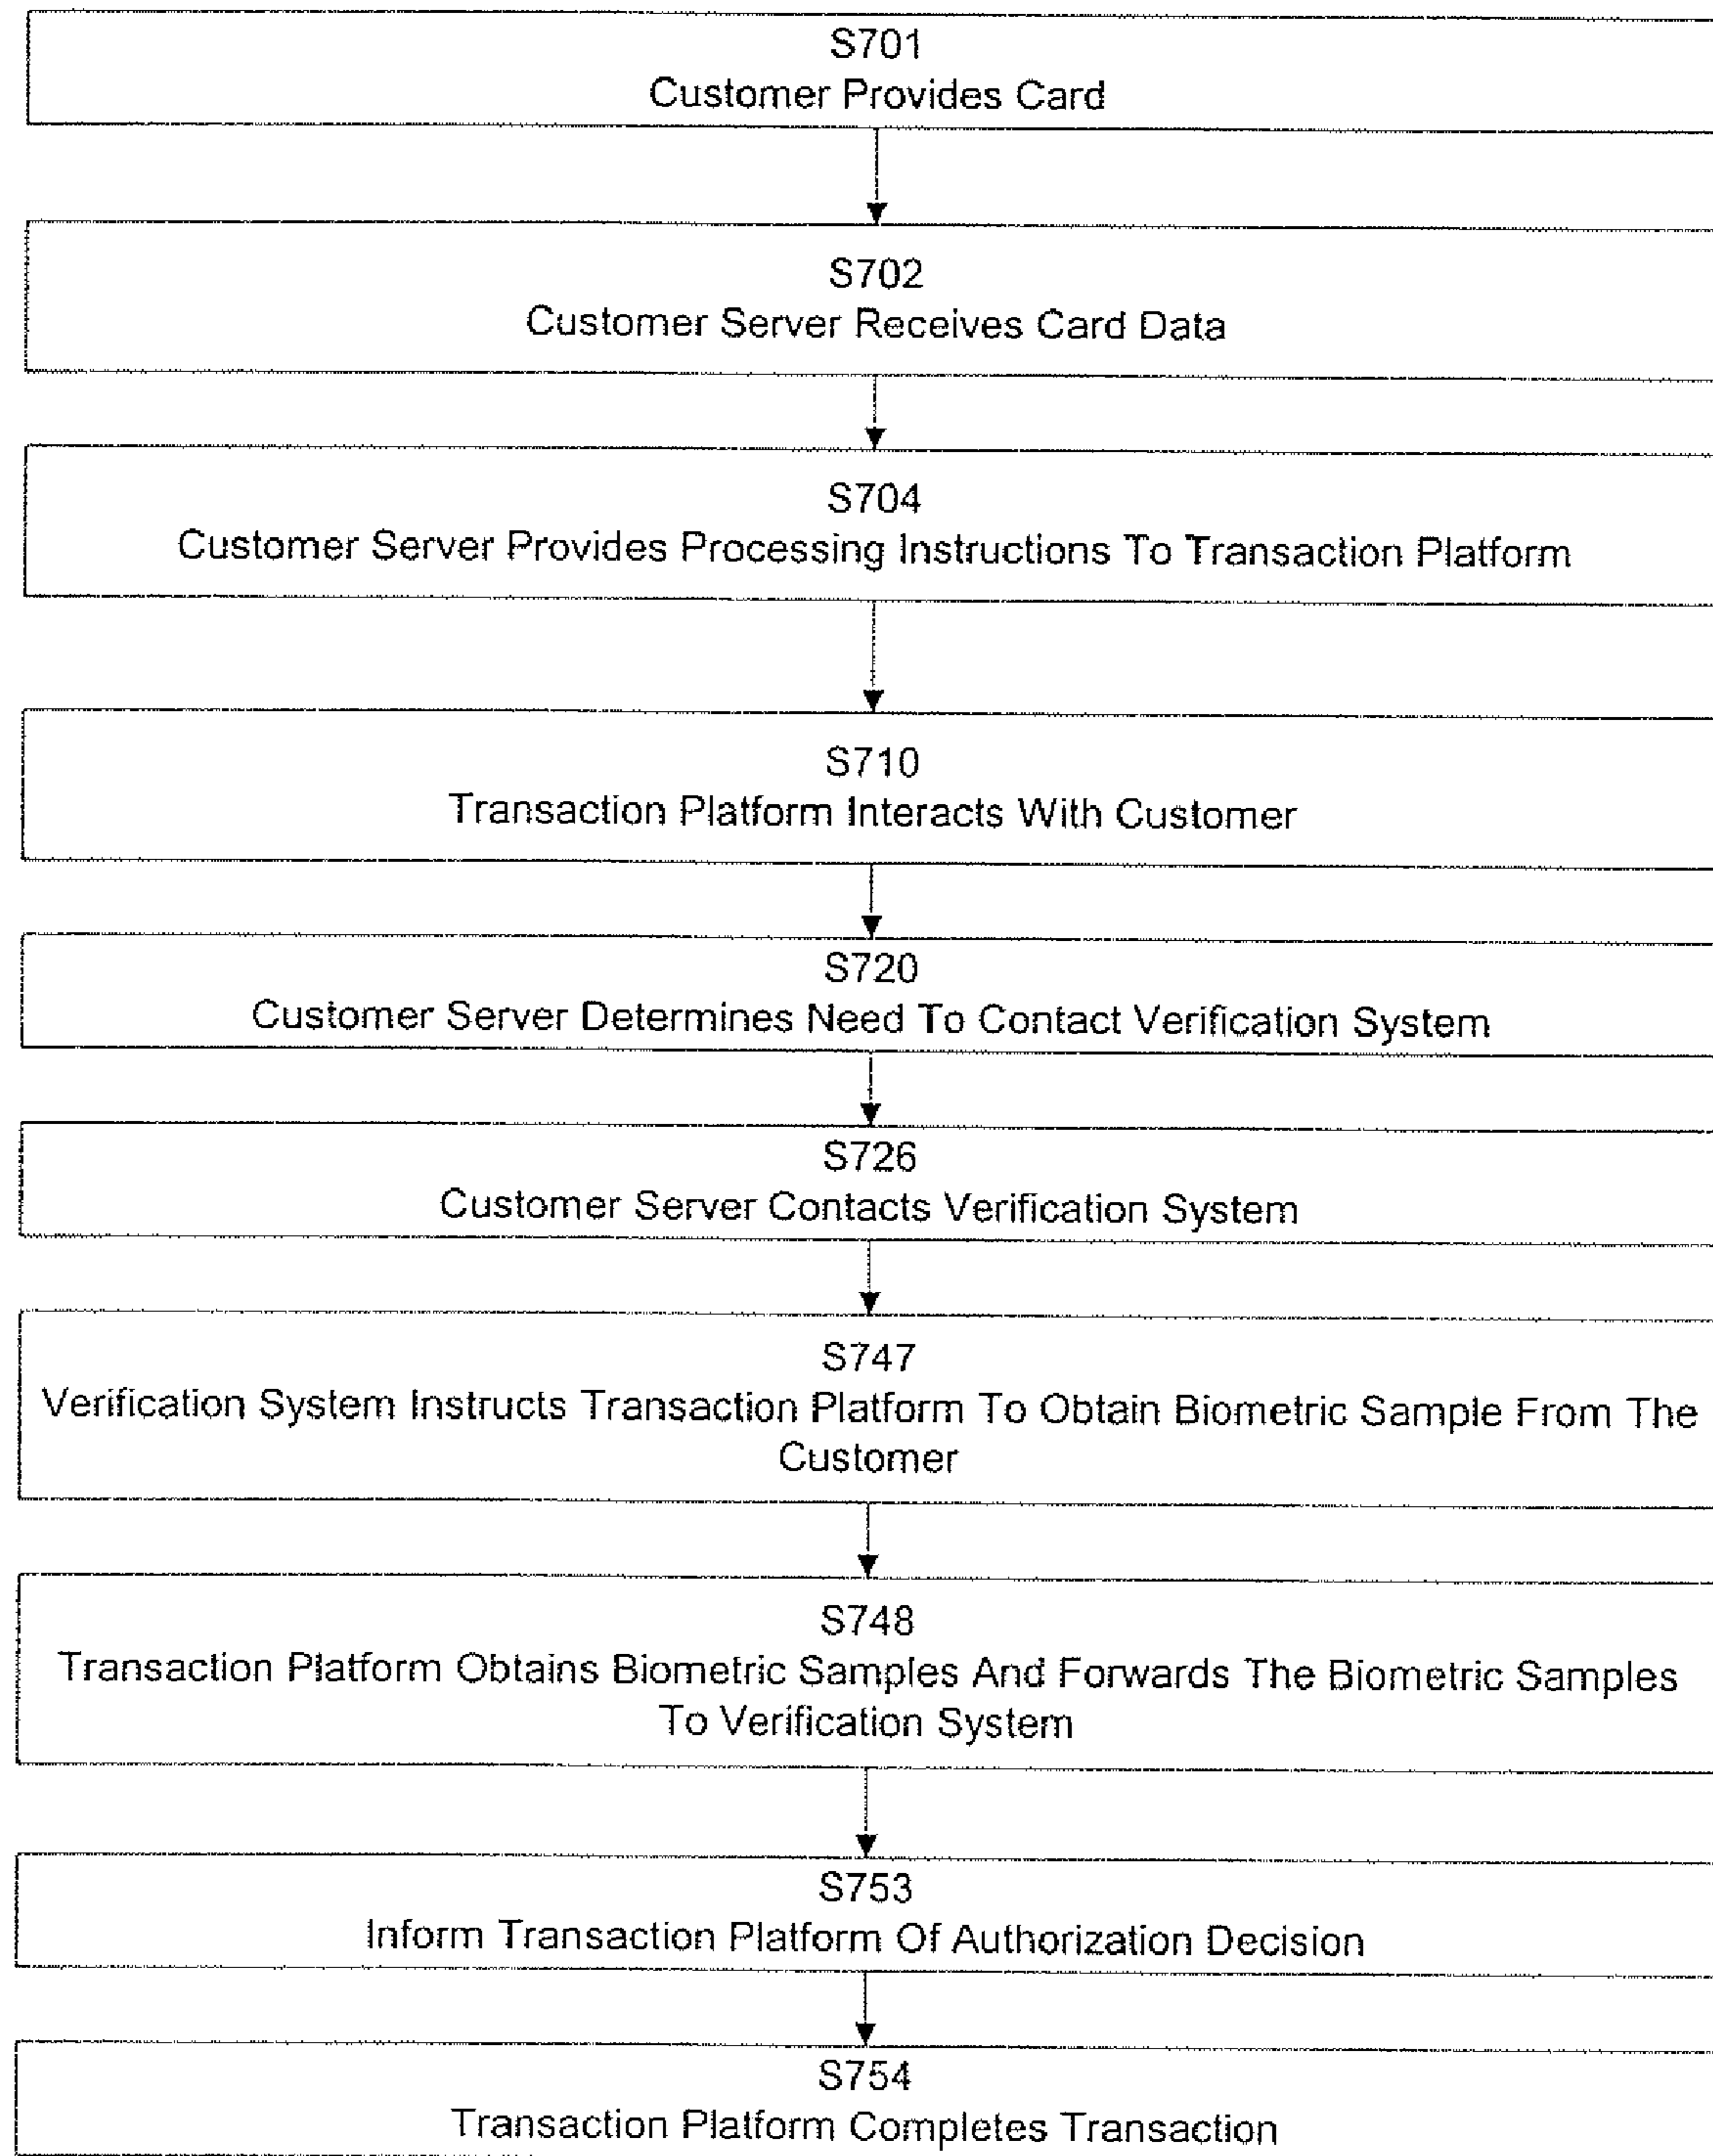 S701
Customer Provides Card
S702
Customer Server Receives Card Data
S704
Customer Server Provides Processing Instructions To Transaction Platform
S710
Transaction Platform Interacts With Customer
S720
Customer Server Determines Need To Contact Verification System
S726
Customer Server Contacts Verification System
S747
Verification System Instructs Transaction Platform To Obtain Biometric Sample From The
Customer
S748
Transaction Platform Obtains Biometric Samples And Forwards The Biometric Samples
To Verification System
S753
Inform Transaction Platform Of Authorization Decision
S754
Transaction Platform Completes Transaction